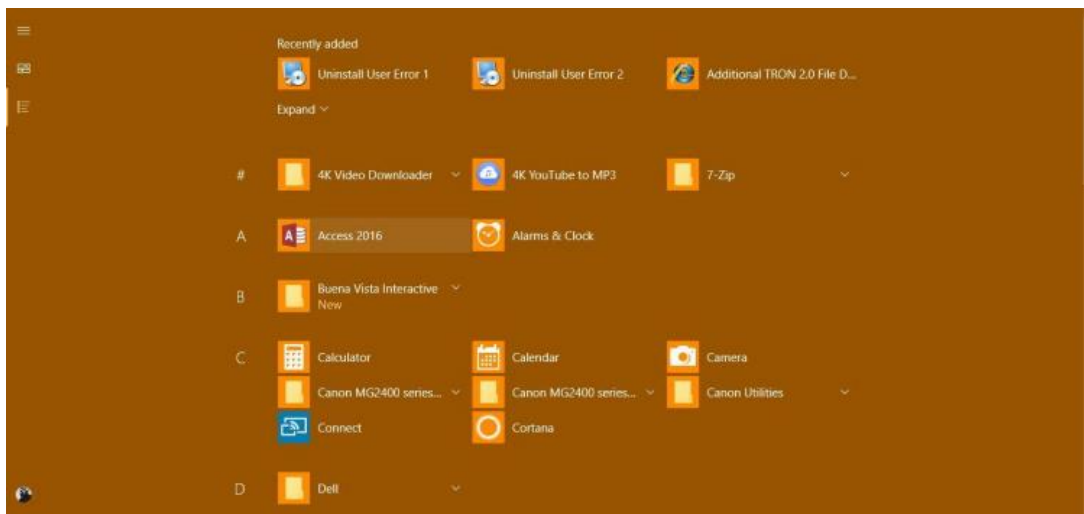 Recently added
Uninstall User Error 1
Uninstall User Error 2
Additional TRON 2.0 File D...
Expand
#
4K Video Downloader
4K YouTube to MP3
7-Zip
A
Access 2016
Alarms & Clock
B
Buena Vista Interactive
New
C
Calculator
Calendar
Camera
Canon MG2400 series...
Canon MG2400 series...
Canon Utilities
Connect
Cortana
D
Dell